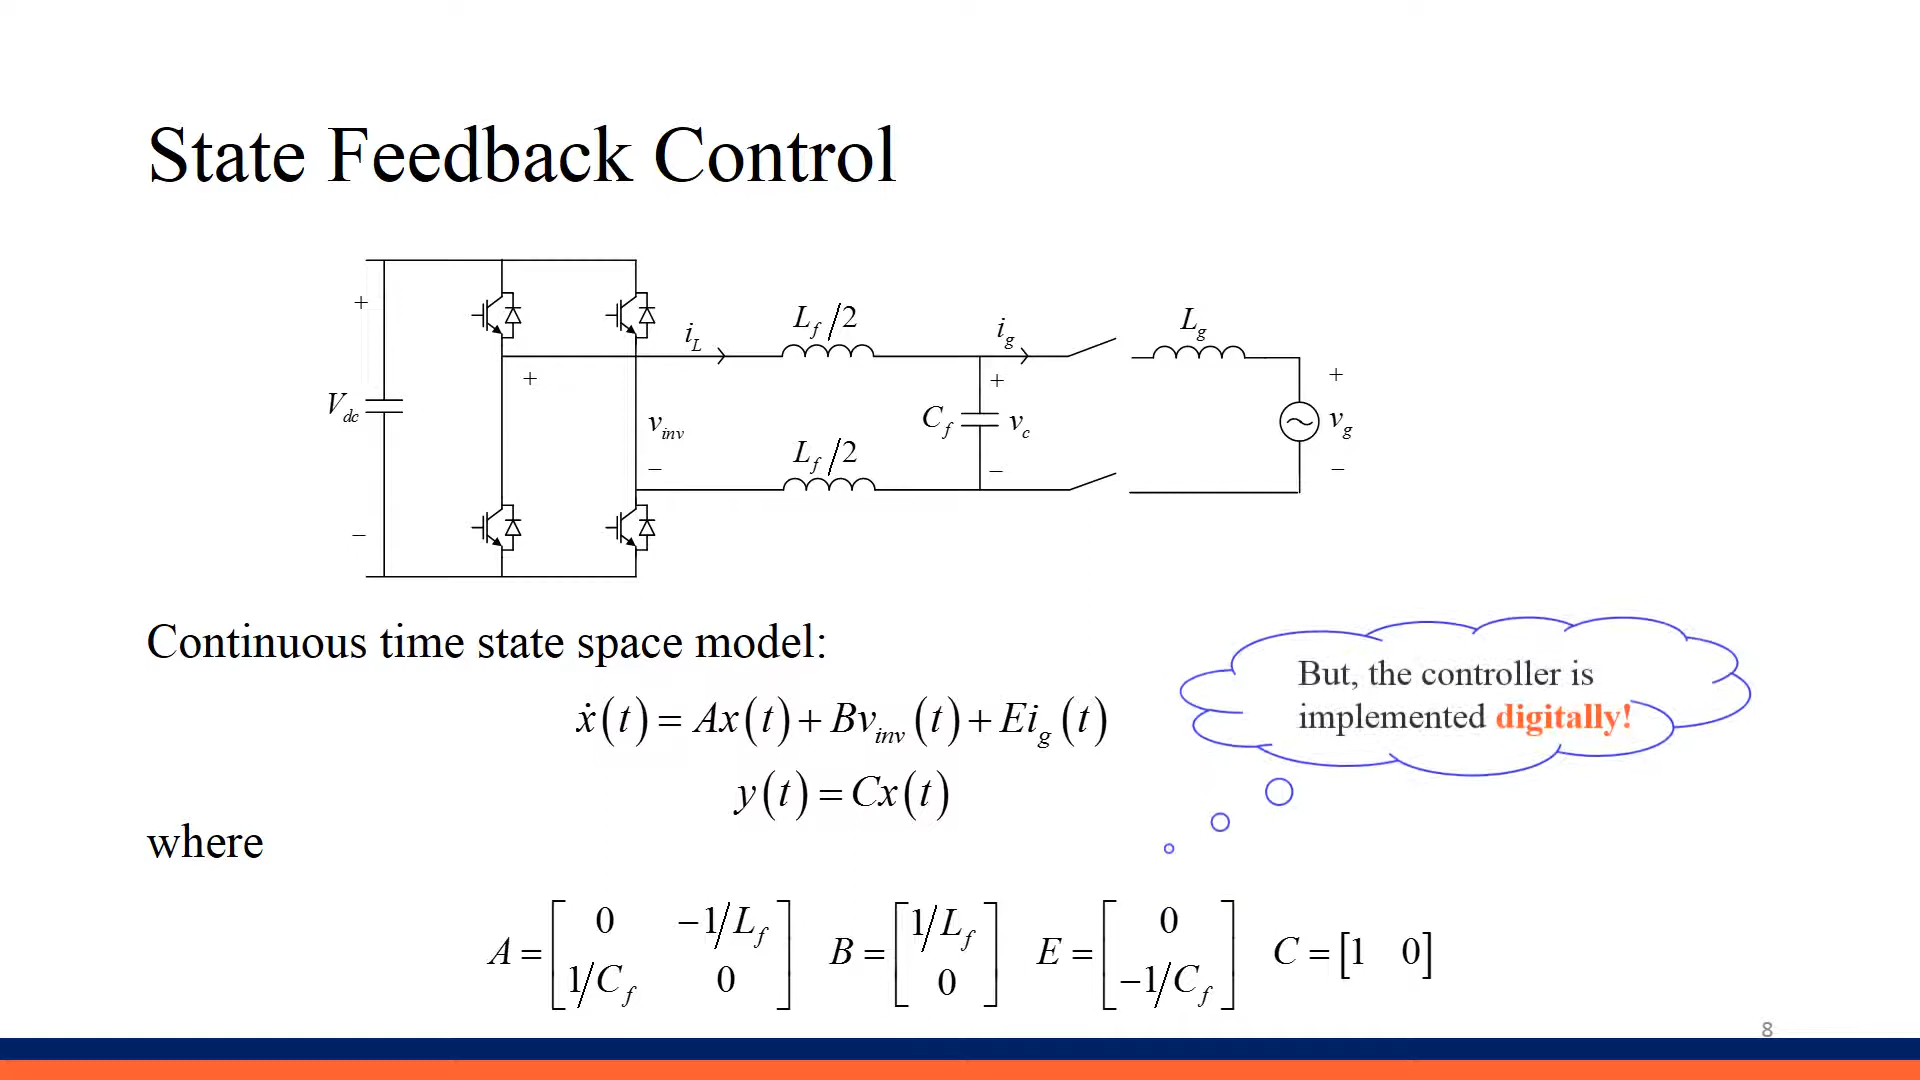 State Feedback Control
+
V_dc
−
+
i_L
L_f/2
v_inv
−
L_f/2
i_g
+
C_f
v_c
−
L_g
+
v_g
−
Continuous time state space model:
ẋ(t) = Ax(t) + Bv_inv(t) + Ei_g(t)
y(t) = Cx(t)
But, the controller is
implemented digitally!
where
A = [0 −1/L_f; 1/C_f 0] B = [1/L_f; 0] E = [0; −1/C_f] C = [1 0]
8